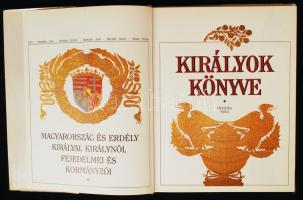 MAGYARORSZÁG ÉS ERDÉLY
KIRÁLYAI, KIRÁLYNŐI,
FEJEDELMEI ÉS
KORMÁNYZÓI
KIRÁLYOK
KÖNYVE